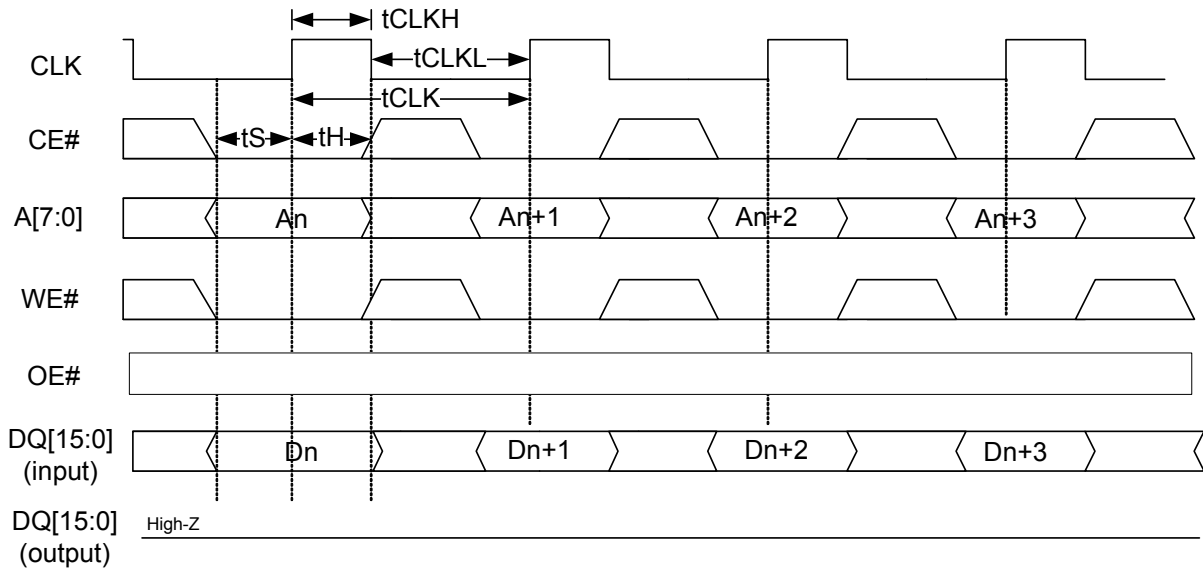 tCLKH
CLK
tCLKL
tCLK
CE#
tS
tH
A[7:0]
An
An+1
An+2
An+3
WE#
OE#
DQ[15:0]
(input)
Dn
Dn+1
Dn+2
Dn+3
DQ[15:0]
(output)
High-Z